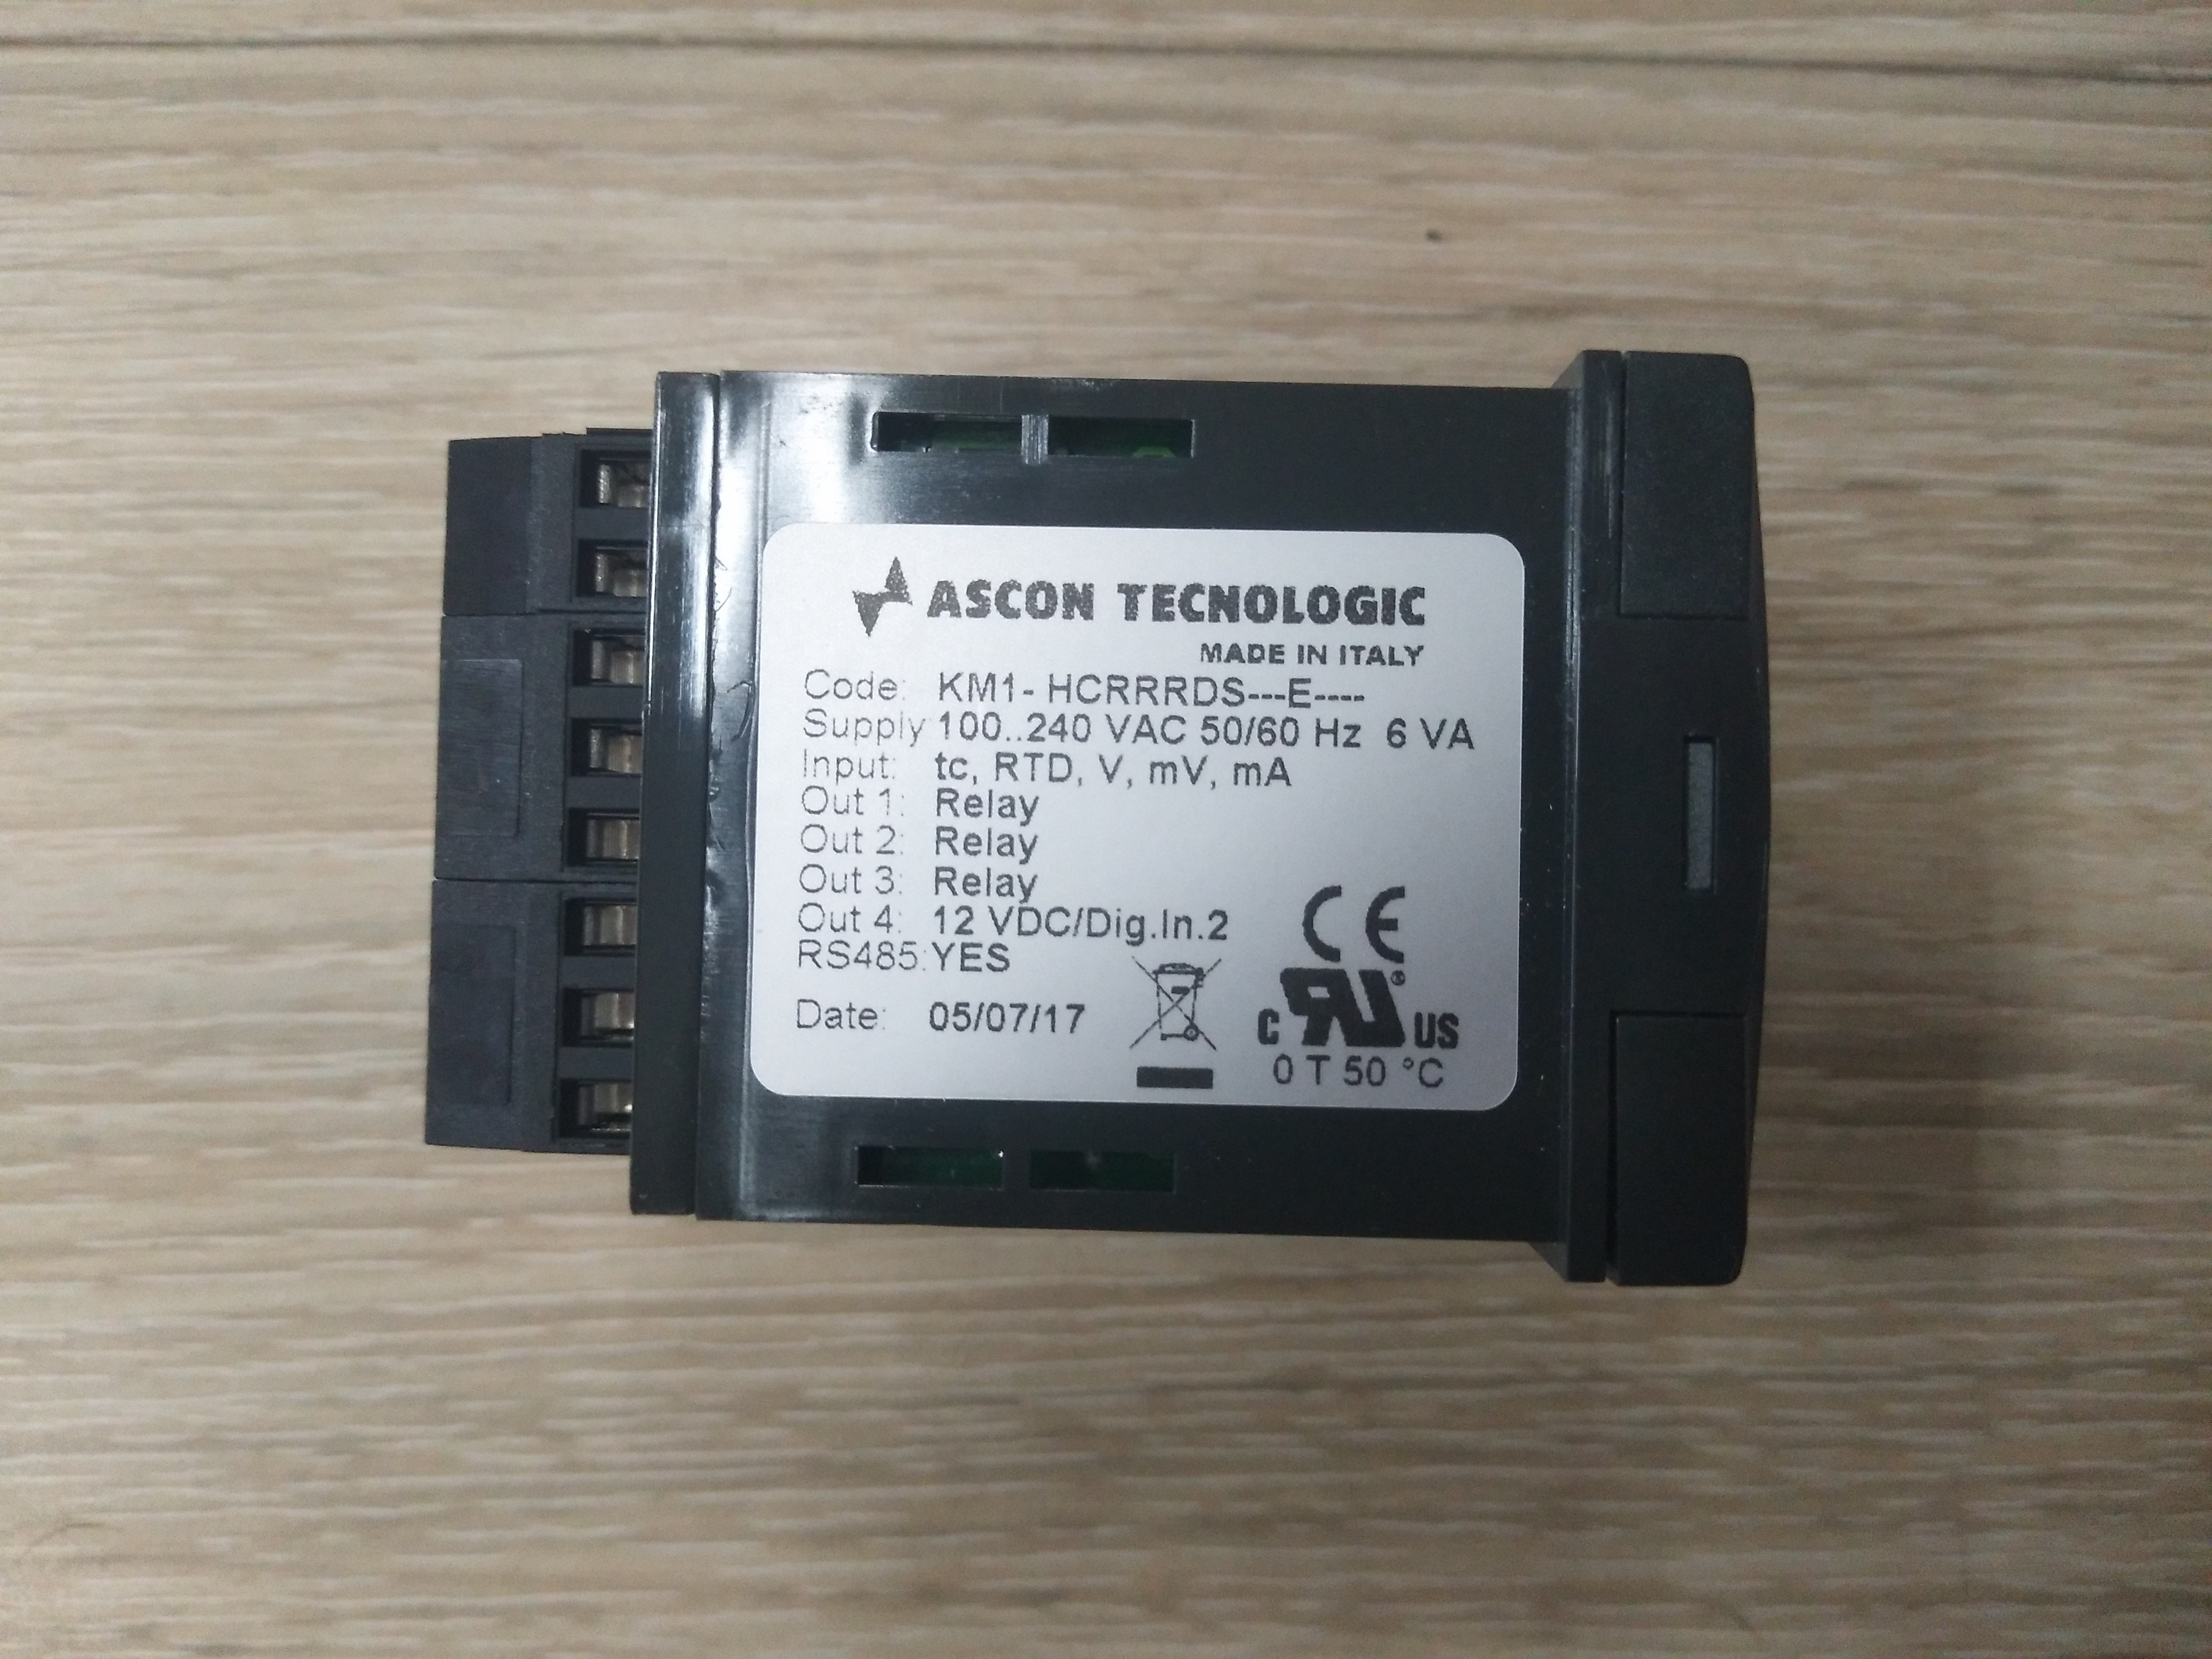 ASCON TECNOLOGIC
MADE IN ITALY
Code: KM1- HCRRRDS---E----
Supply: 100..240 VAC 50/60 Hz 6 VA
Input: tc, RTD, V, mV, mA
Out 1: Relay
Out 2: Relay
Out 3: Relay
Out 4: 12 VDC/Dig.In.2
RS485: YES
Date: 05/07/17
CE
c RU ® US
0 T 50 °C